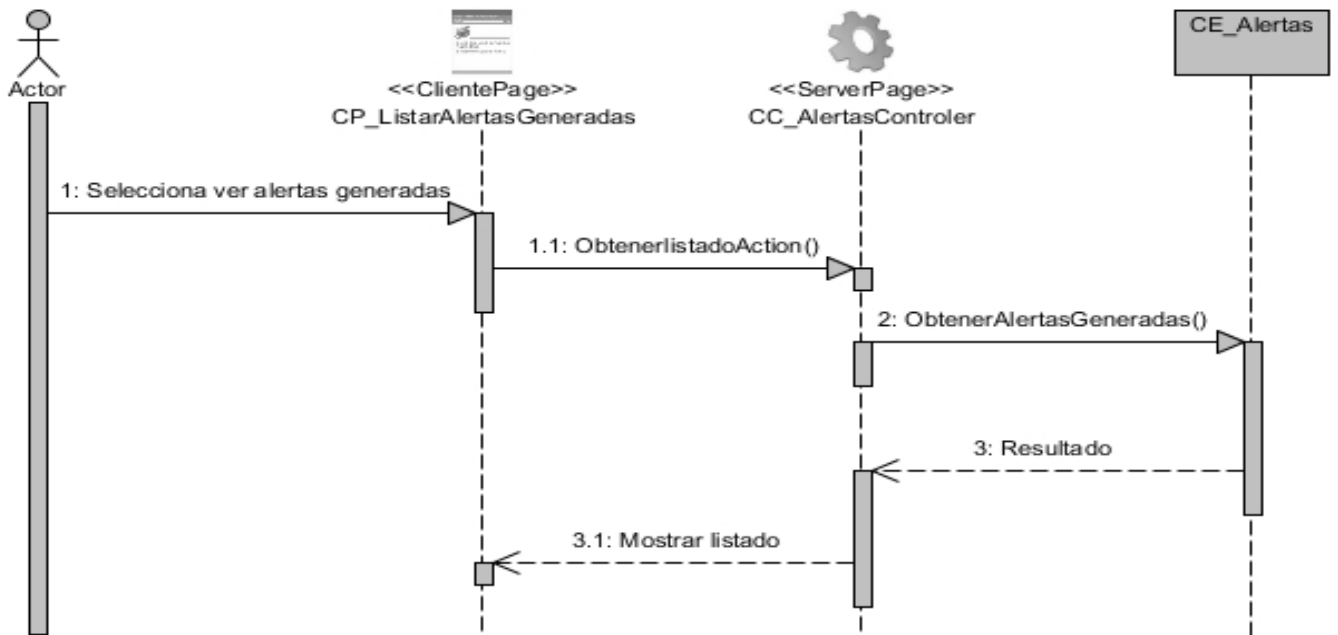 CE_Alertas
Actor
<<ClientePage>>
CP_ListarAlertasGeneradas
<<ServerPage>>
CC_AlertasControler
1: Selecciona ver alertas generadas
1.1: ObtenerlistadoAction()
2: ObtenerAlertasGeneradas()
3: Resultado
3.1: Mostrar listado